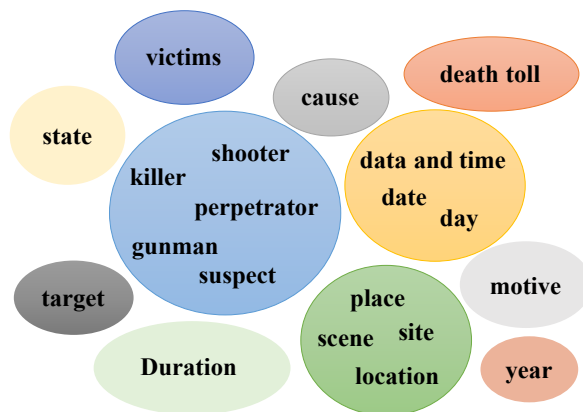 victims
death toll
cause
state
shooter
killer
perpetrator
gunman
suspect
data and time
date
day
target
place
scene
site
location
motive
Duration
year